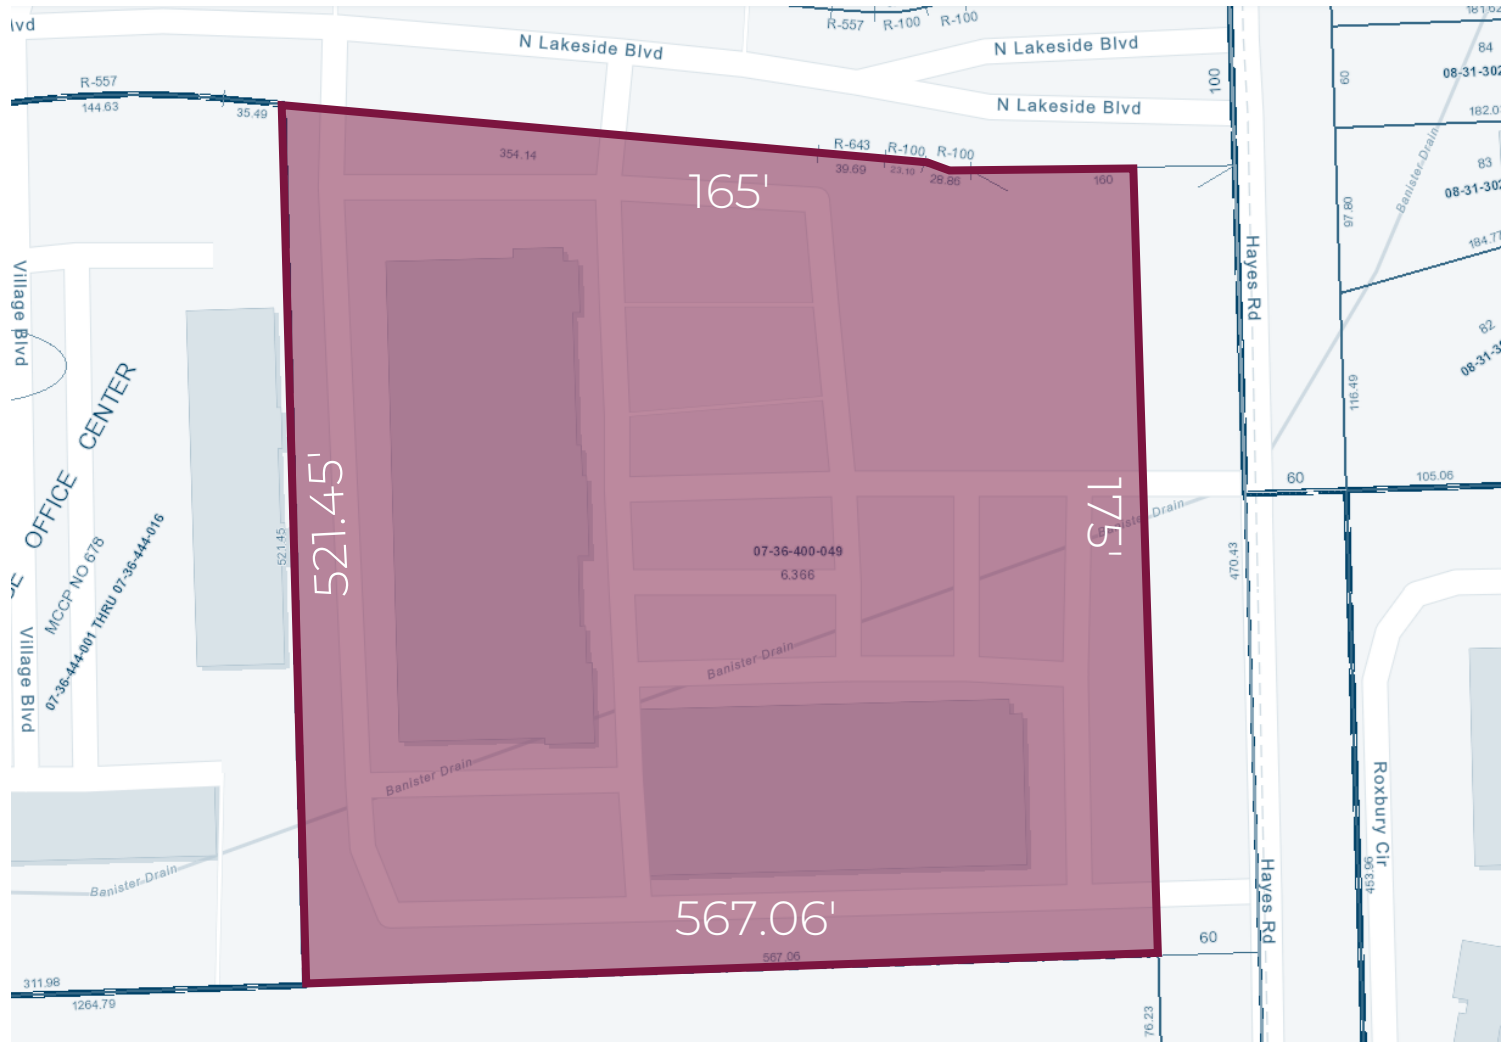 lvd
N Lakeside Blvd
R-557
R-100
R-100
N Lakeside Blvd
N Lakeside Blvd
84
08-31-302
60
100
182.0
R-557
144.63
35.49
354.14
R-643
R-100
R-100
39.69
23.10
28.86
160
165'
83
08-31-302
Banister Drain
97.80
184.77
Village Blvd
Hayes Rd
82
116.49
OFFICE CENTER
MCCP NO 678
07-36-444-001 THRU 07-36-444-016
521.45
521.45'
175'
60
105.06
Banister Drain
07-36-400-049
6.366
470.43
Village Blvd
Banister Drain
Banister Drain
Roxbury Cir
453.96
Banister Drain
Hayes Rd
567.06'
567.06
60
311.98
1264.79
76.23